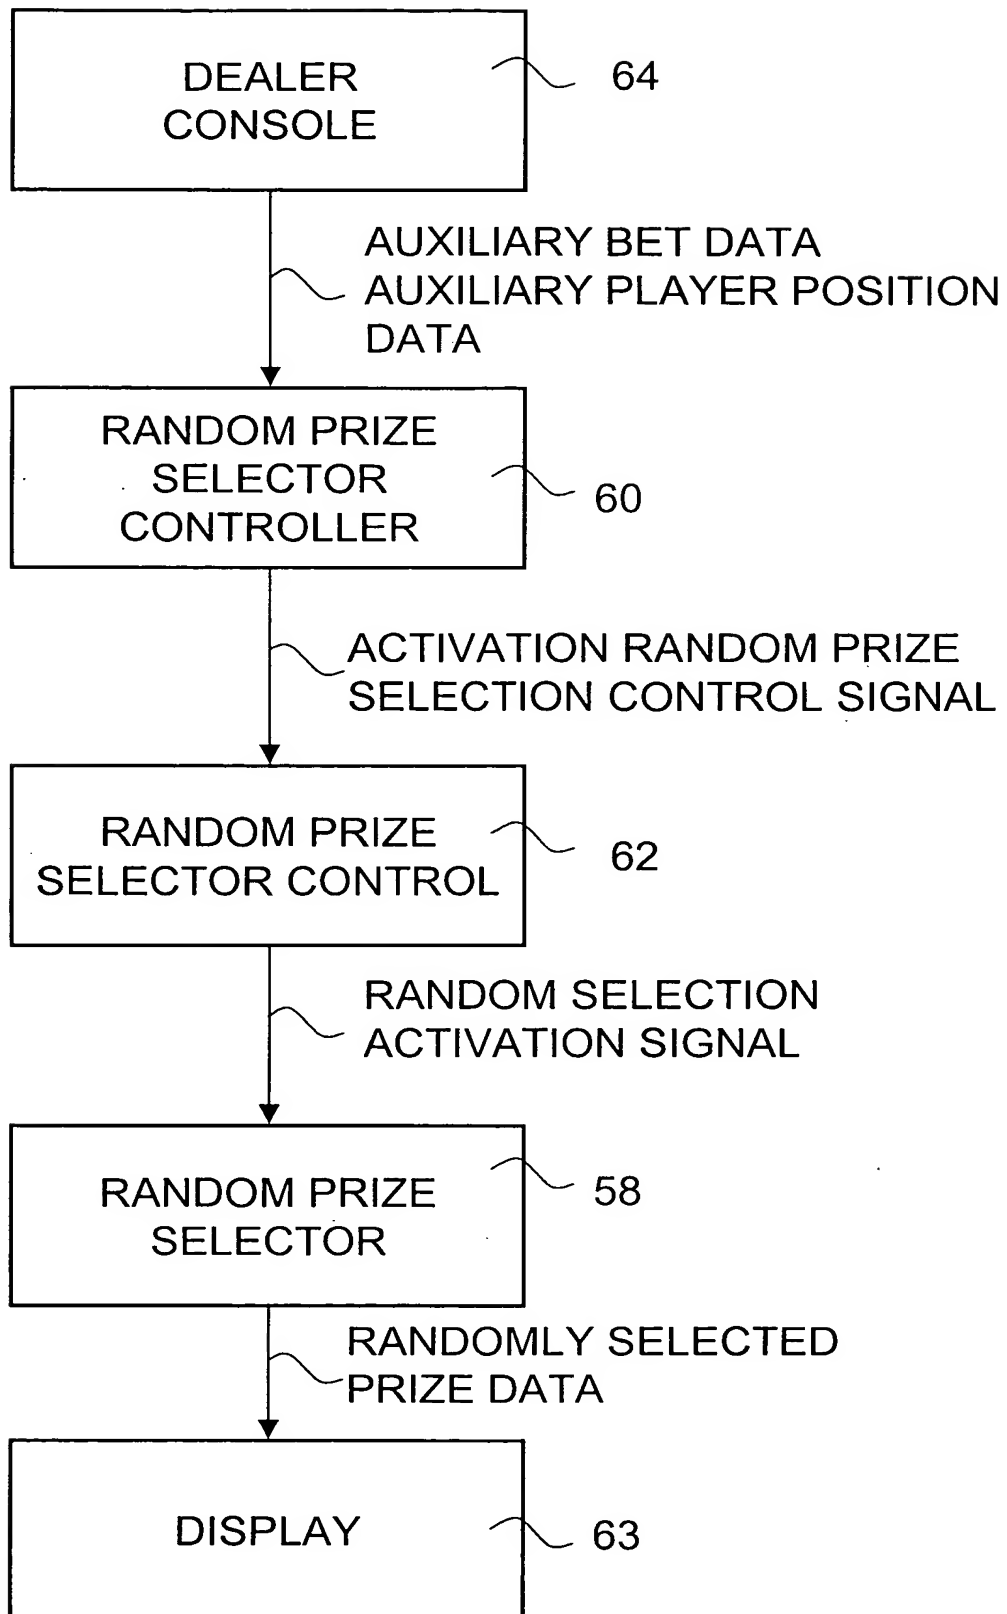 DEALER
CONSOLE
64
AUXILIARY BET DATA
AUXILIARY PLAYER POSITION
DATA
RANDOM PRIZE
SELECTOR
CONTROLLER
60
ACTIVATION RANDOM PRIZE
SELECTION CONTROL SIGNAL
RANDOM PRIZE
SELECTOR CONTROL
62
RANDOM SELECTION
ACTIVATION SIGNAL
RANDOM PRIZE
SELECTOR
58
RANDOMLY SELECTED
PRIZE DATA
DISPLAY
63